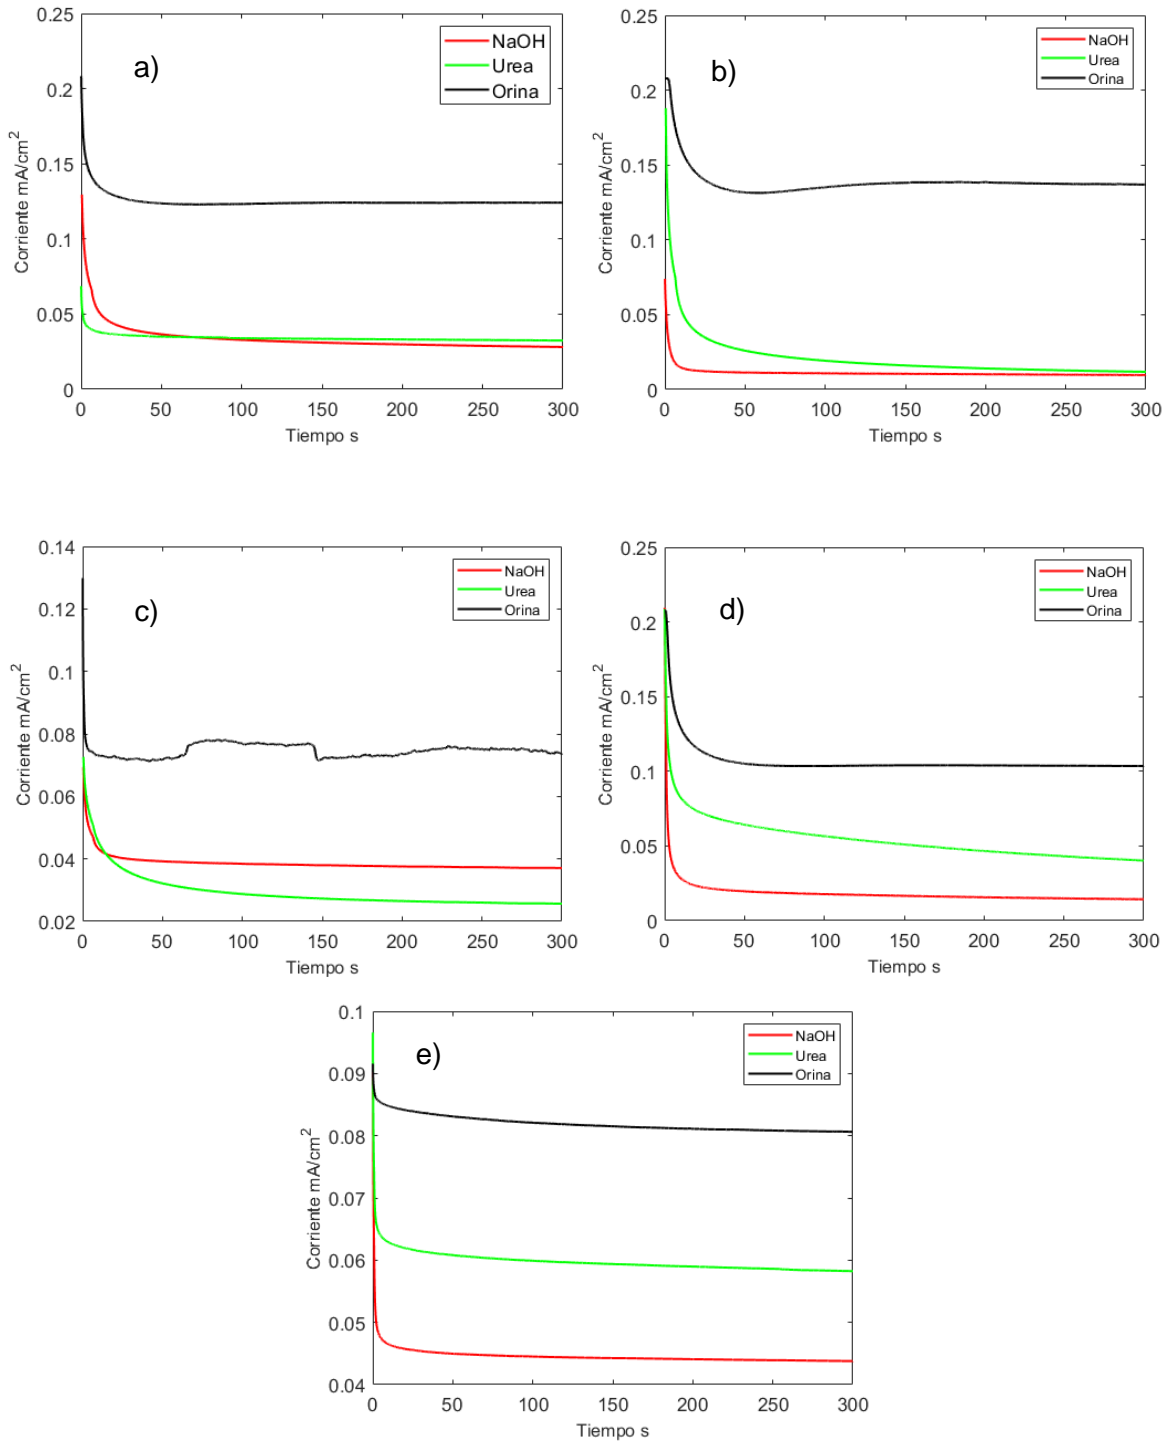 a)
NaOH
Urea
Orina
Corriente mA/cm²
0.25
0.2
0.15
0.1
0.05
0
0 50 100 150 200 250 300
Tiempo s
b)
NaOH
Urea
Orina
Corriente mA/cm²
0.25
0.2
0.15
0.1
0.05
0
0 50 100 150 200 250 300
Tiempo s
c)
NaOH
Urea
Orina
Corriente mA/cm²
0.14
0.12
0.1
0.08
0.06
0.04
0.02
0 50 100 150 200 250 300
Tiempo s
d)
NaOH
Urea
Orina
Corriente mA/cm²
0.25
0.2
0.15
0.1
0.05
0
0 50 100 150 200 250 300
Tiempo s
e)
NaOH
Urea
Orina
Corriente mA/cm²
0.1
0.09
0.08
0.07
0.06
0.05
0.04
0 50 100 150 200 250 300
Tiempo s